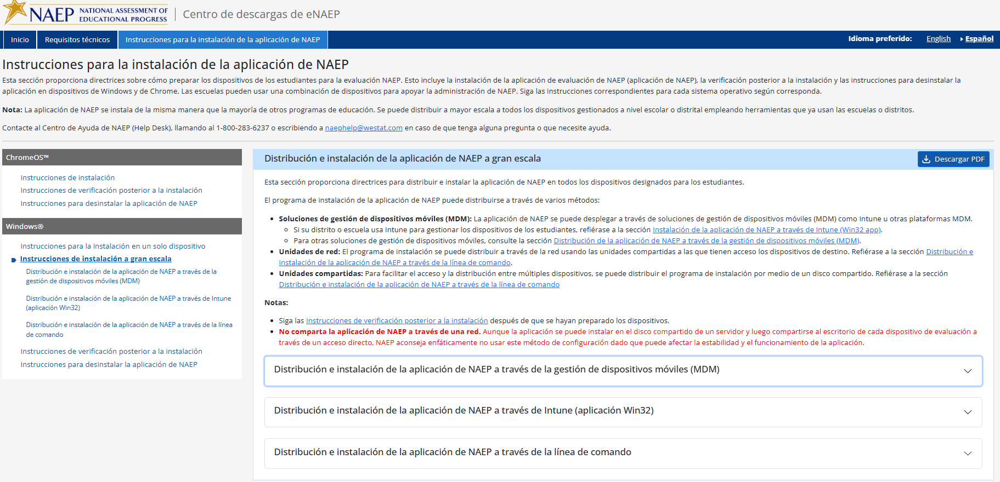 NAEP NATIONAL ASSESSMENT OF
EDUCATIONAL PROGRESS
Centro de descargas de eNAEP
Inicio
Requisitos técnicos
Instrucciones para la instalación de la aplicación de NAEP
Idioma preferido:
English
Español
Instrucciones para la instalación de la aplicación de NAEP
Esta sección proporciona directrices sobre cómo preparar los dispositivos de los estudiantes para la evaluación NAEP. Esto incluye la instalación de la aplicación de evaluación de NAEP (aplicación de NAEP), la verificación posterior a la instalación y las instrucciones para desinstalar la
aplicación en dispositivos de Windows y de Chrome. Las escuelas pueden usar una combinación de dispositivos para apoyar la administración de NAEP. Siga las instrucciones correspondientes para cada sistema operativo según corresponda.
Nota: La aplicación de NAEP se instala de la misma manera que la mayoría de otros programas de educación. Se puede distribuir a mayor escala a todos los dispositivos gestionados a nivel escolar o distrital empleando herramientas que ya usan las escuelas o distritos.
Contacte al Centro de Ayuda de NAEP (Help Desk), llamando al 1-800-283-6237 o escribiendo a naephelp@westat.com en caso de que tenga alguna pregunta o que necesite ayuda.
ChromeOS™
Instrucciones de instalación
Instrucciones de verificación posterior a la instalación
Instrucciones para desinstalar la aplicación de NAEP
Windows®
Instrucciones para la instalación en un solo dispositivo
Instrucciones de instalación a gran escala
Distribución e instalación de la aplicación de NAEP a través de la
gestión de dispositivos móviles (MDM)
Distribución e instalación de la aplicación de NAEP a través de Intune
(aplicación Win32)
Distribución e instalación de la aplicación de NAEP a través de la línea
de comando
Instrucciones de verificación posterior a la instalación
Instrucciones para desinstalar la aplicación de NAEP
Distribución e instalación de la aplicación de NAEP a gran escala
Descargar PDF
Esta sección proporciona directrices para distribuir e instalar la aplicación de NAEP en todos los dispositivos designados para los estudiantes.
El programa de instalación de la aplicación de NAEP puede distribuirse a través de varios métodos:
• Soluciones de gestión de dispositivos móviles (MDM): La aplicación de NAEP se puede desplegar a través de soluciones de gestión de dispositivos móviles (MDM) como Intune u otras plataformas MDM.
○ Si su distrito o escuela usa Intune para gestionar los dispositivos de los estudiantes, refiérase a la sección Instalación de la aplicación de NAEP a través de Intune (Win32 app).
○ Para otras soluciones de gestión de dispositivos móviles, consulte la sección Distribución de la aplicación de NAEP a través de la gestión de dispositivos móviles (MDM).
• Unidades de red: El programa de instalación se puede distribuir a través de la red usando las unidades compartidas a las que tienen acceso los dispositivos de destino. Refiérase a la sección Distribución e
instalación de la aplicación de NAEP a través de la línea de comando.
• Unidades compartidas: Para facilitar el acceso y la distribución entre múltiples dispositivos, se puede distribuir el programa de instalación por medio de un disco compartido. Refiérase a la sección
Distribución e instalación de la aplicación de NAEP a través de la línea de comando
Notas:
• Siga las Instrucciones de verificación posterior a la instalación después de que se hayan preparado los dispositivos.
• No comparta la aplicación de NAEP a través de una red. Aunque la aplicación se puede instalar en el disco compartido de un servidor y luego compartirse al escritorio de cada dispositivo de evaluación a
través de un acceso directo, NAEP aconseja enfáticamente no usar este método de configuración dado que puede afectar la estabilidad y el funcionamiento de la aplicación.
Distribución e instalación de la aplicación de NAEP a través de la gestión de dispositivos móviles (MDM)
Distribución e instalación de la aplicación de NAEP a través de Intune (aplicación Win32)
Distribución e instalación de la aplicación de NAEP a través de la línea de comando